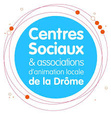 Centres
Sociaux
& associations
d'animation locale
de la Drôme